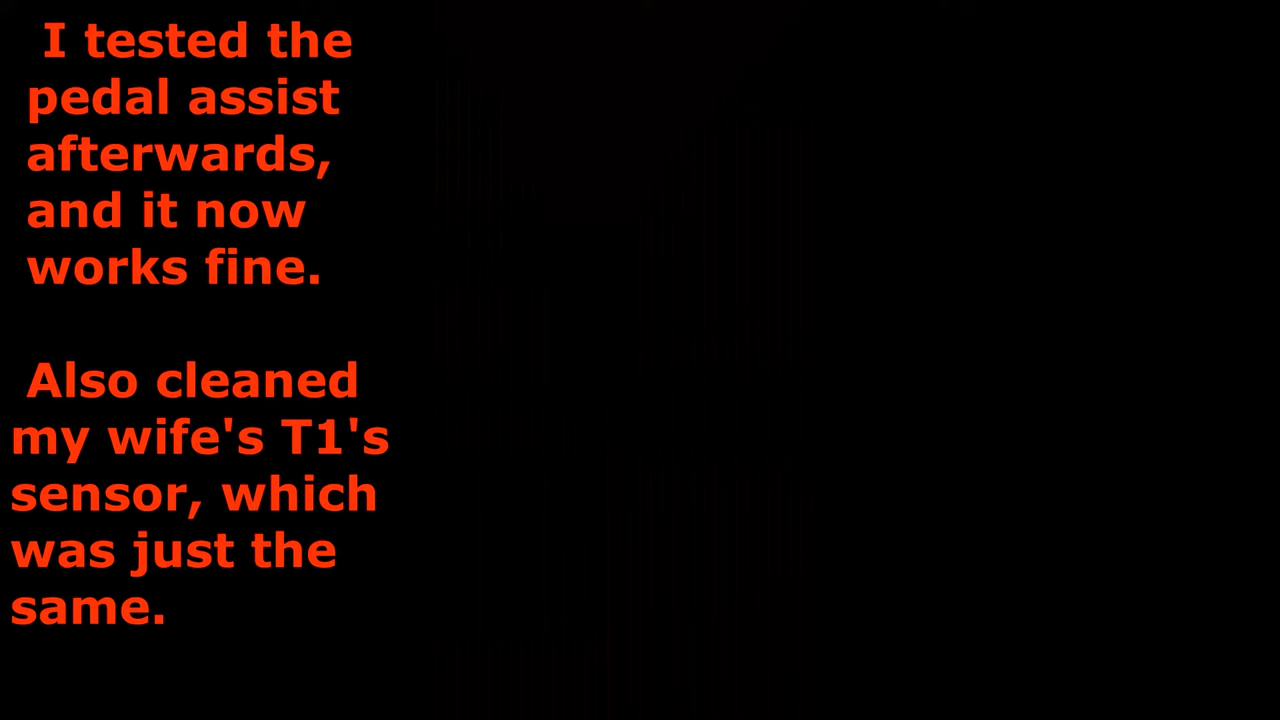 I tested the
pedal assist
afterwards,
and it now
works fine.
Also cleaned
my wife's T1's
sensor, which
was just the
same.